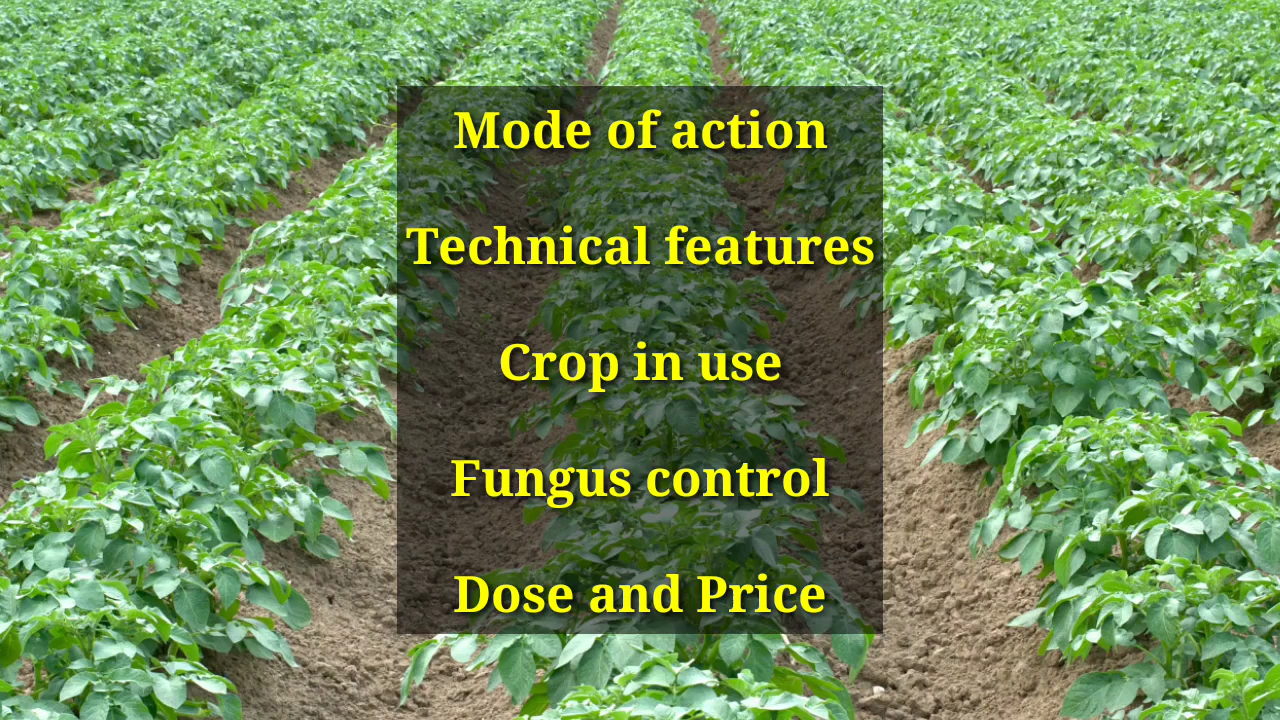 Mode of action
Technical features
Crop in use
Fungus control
Dose and Price